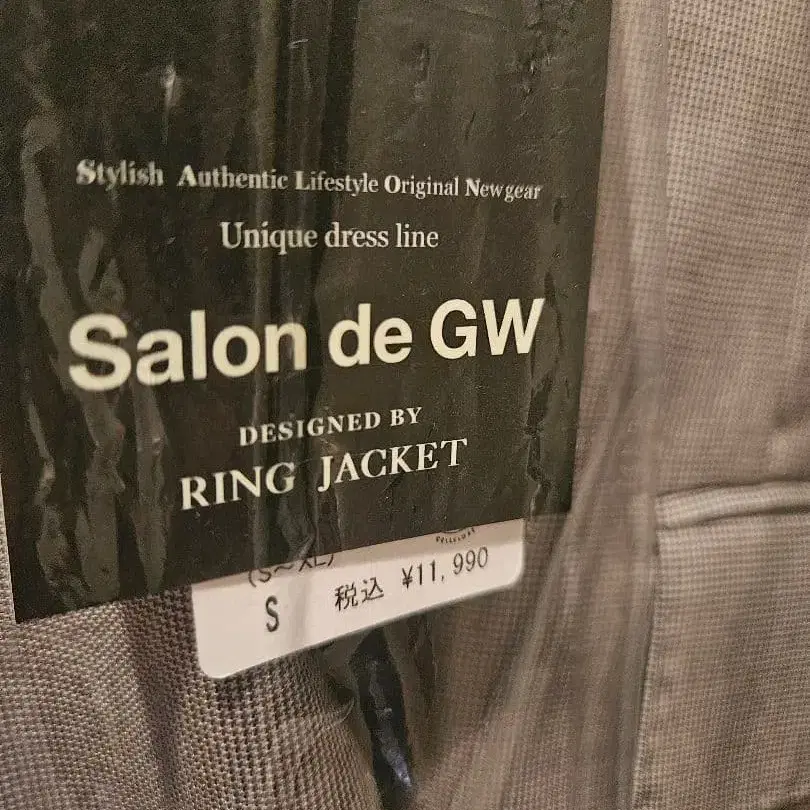 Stylish Authentic Lifestyle Original Newgear
Unique dress line
Salon de GW
DESIGNED BY
RING JACKET
(S～XL)
S 税込 ¥11,990